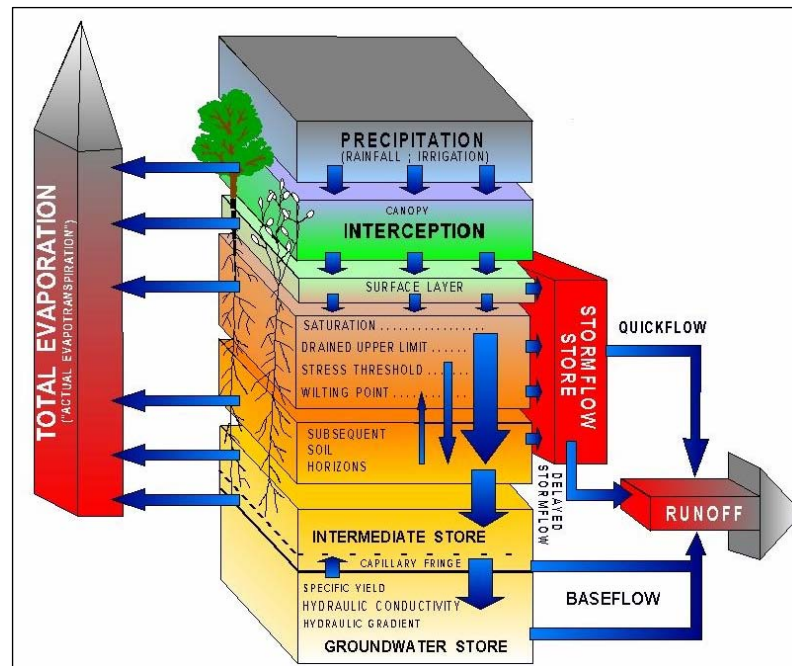 TOTAL EVAPORATION
("ACTUAL EVAPOTRANSPIRATION")
PRECIPITATION
(RAINFALL ; IRRIGATION)
CANOPY
INTERCEPTION
SURFACE LAYER
SATURATION . . . . . . . . . . . . . . . . .
DRAINED UPPER LIMIT . . . . . .
STRESS THRESHOLD . . . . . .
WILTING POINT . . . . . . . . . . . .
SUBSEQUENT
SOIL
HORIZONS
STORMFLOW
STORE
QUICKFLOW
DELAYED
STORMFLOW
RUNOFF
INTERMEDIATE STORE
CAPILLARY FRINGE
SPECIFIC YIELD
HYDRAULIC CONDUCTIVITY
HYDRAULIC GRADIENT
GROUNDWATER STORE
BASEFLOW